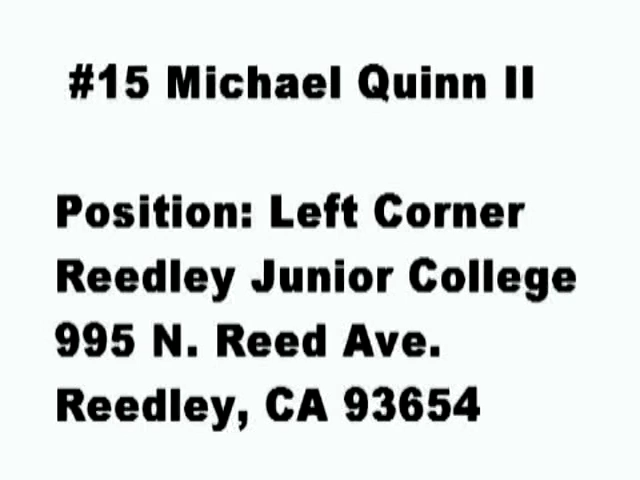 #15 Michael Quinn II
Position: Left Corner
Reedley Junior College
995 N. Reed Ave.
Reedley, CA 93654